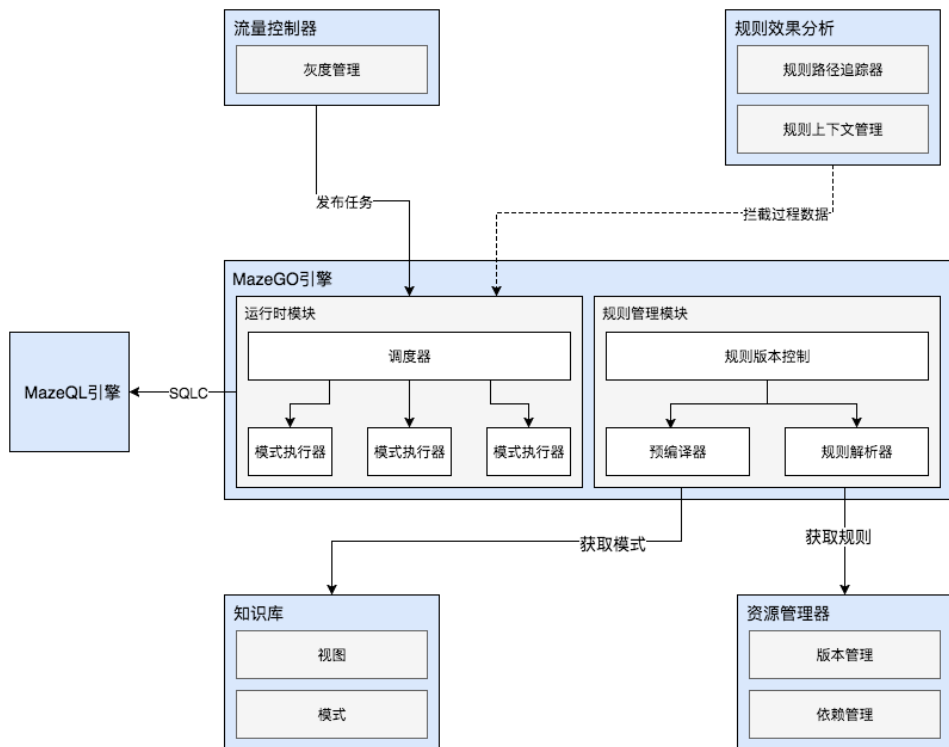 流量控制器
灰度管理
规则效果分析
规则路径追踪器
规则上下文管理
发布任务
拦截过程数据
MazeGO引擎
运行时模块
调度器
模式执行器
模式执行器
模式执行器
规则管理模块
规则版本控制
预编译器
规则解析器
MazeQL引擎
SQLC
获取模式
获取规则
知识库
视图
模式
资源管理器
版本管理
依赖管理